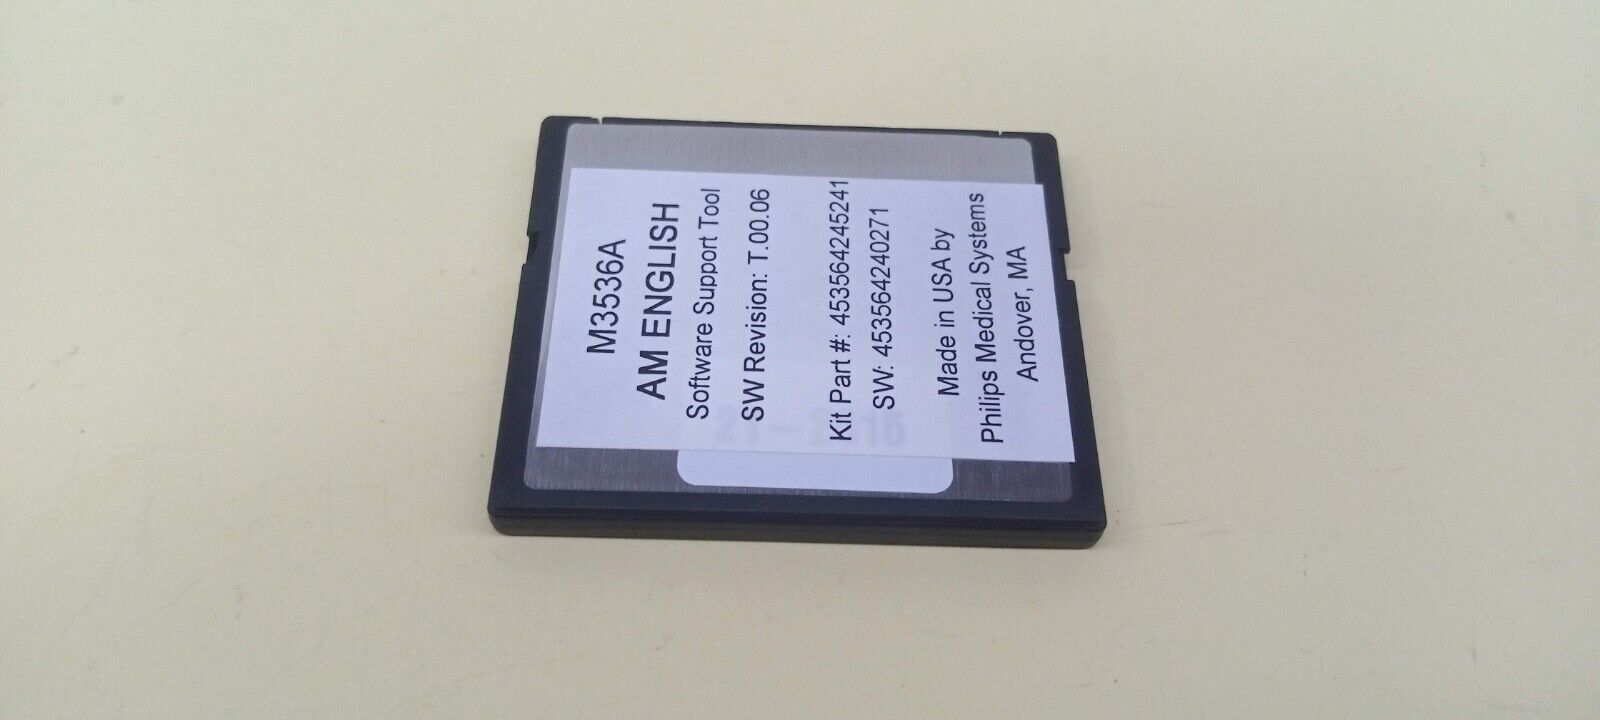 M3536A
AM ENGLISH
Software Support Tool
SW Revision: T.00.06
Kit Part #: 453564245241
SW: 453564240271
Made in USA by
Philips Medical Systems
Andover, MA